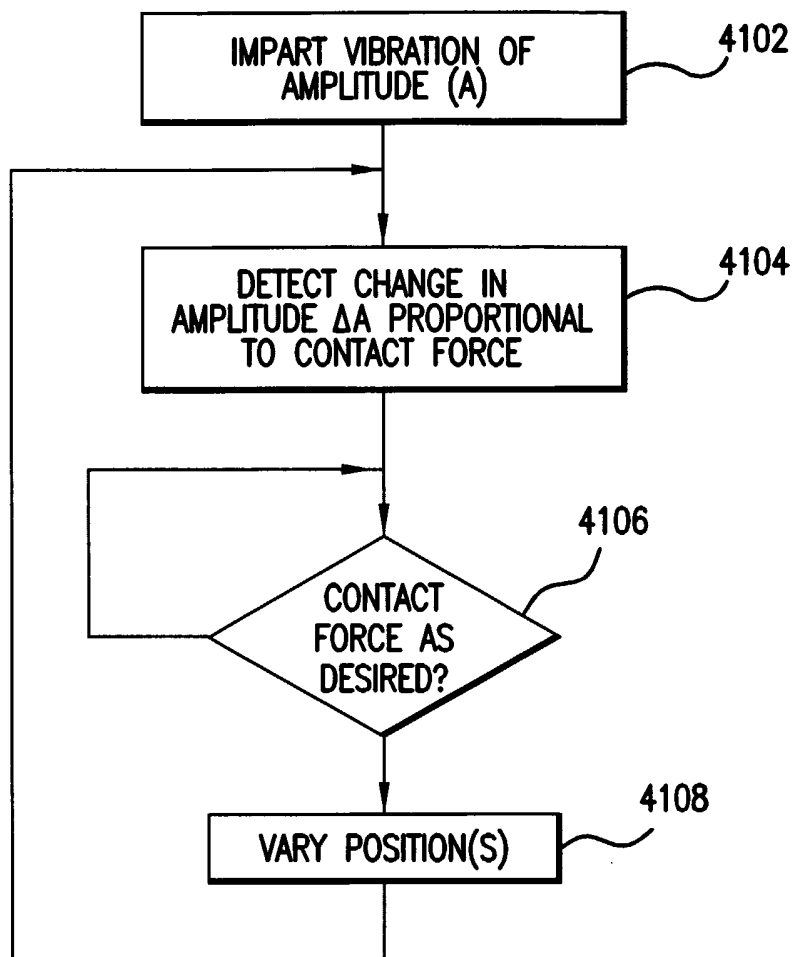 IMPART VIBRATION OF
AMPLITUDE (A)
4102
DETECT CHANGE IN
AMPLITUDE ΔA PROPORTIONAL
TO CONTACT FORCE
4104
CONTACT
FORCE AS
DESIRED?
4106
VARY POSITION(S)
4108